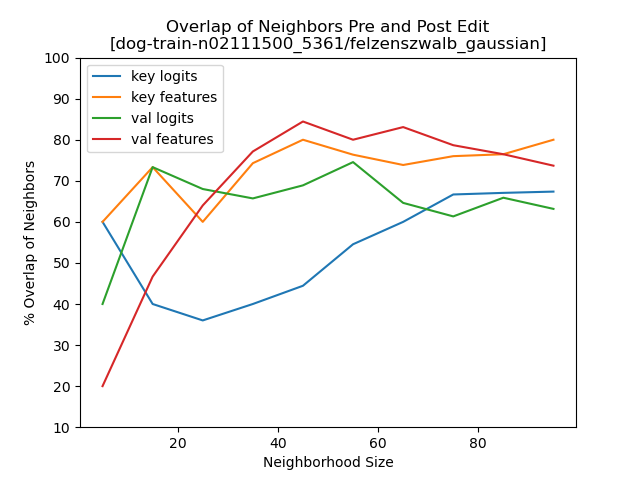 Overlap of Neighbors Pre and Post Edit
[dog-train-n02111500_5361/felzenszwalb_gaussian]
100
90
80
70
60
50
40
30
20
10
% Overlap of Neighbors
key logits
key features
val logits
val features
20 40 60 80
Neighborhood Size